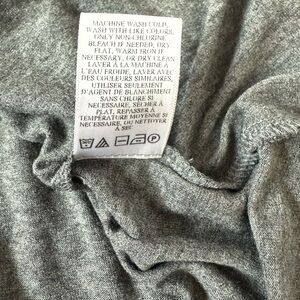 MACHINE WASH COLD,
WASH WITH LIKE COLORS,
ONLY NON-CHLORINE
BLEACH IF NEEDED, DRY
FLAT, WARM IRON IF
NECESSARY, OR DRY CLEAN
LAVER À LA MACHINE À
L'EAU FROIDE, LAVER AVEC
DES COULEURS SIMILAIRES,
UTILISER SEULEMENT
D'AGENT DE BLANCHIMENT
SANS CHLORE SI
NÉCESSAIRE, SÉCHER À
PLAT, REPASSER À
TEMPÉRATURE MOYENNE SI
NÉCESSAIRE, OU NETTOYER
À SEC